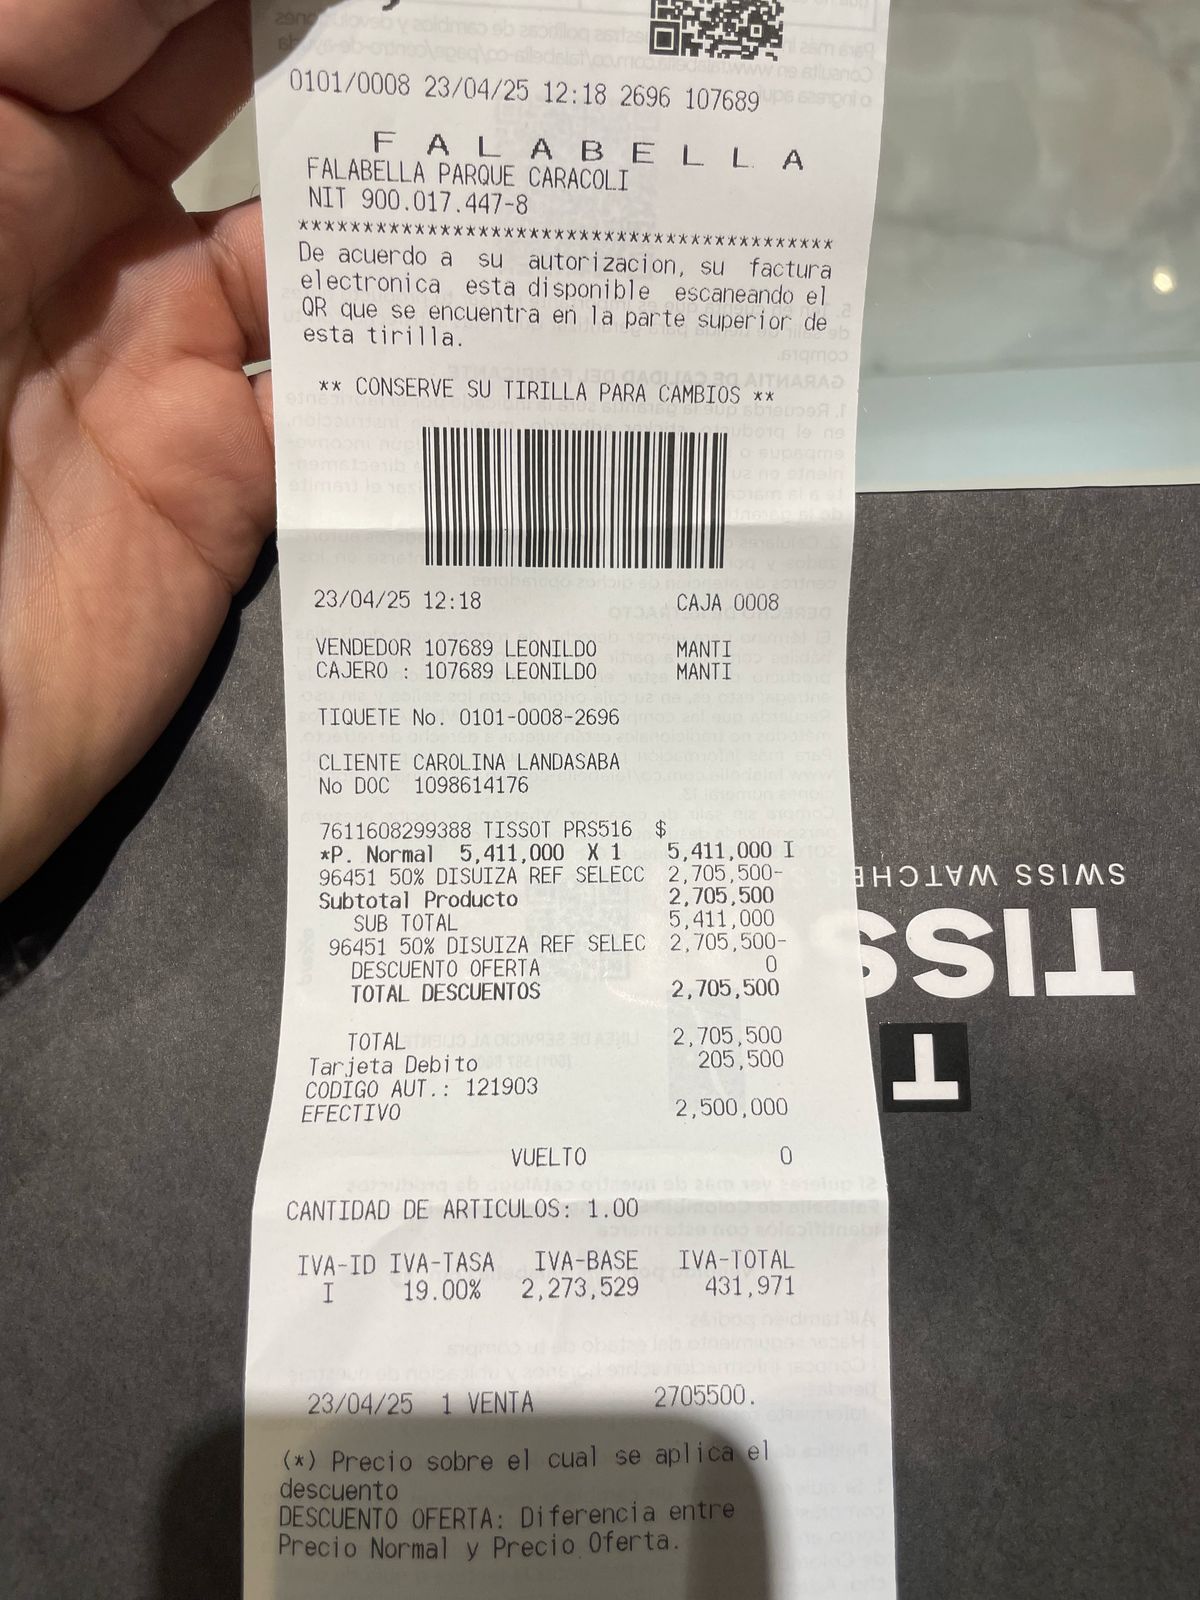 0101/0008 23/04/25 12:18 2696 107689
F A L A B E L L A
FALABELLA PARQUE CARACOLI
NIT 900.017.447-8
******************************************
De acuerdo a su autorizacion, su factura
electronica esta disponible escaneando el
QR que se encuentra en la parte superior de
esta tirilla.
** CONSERVE SU TIRILLA PARA CAMBIOS **
23/04/25 12:18 CAJA 0008
VENDEDOR 107689 LEONILDO MANTI
CAJERO : 107689 LEONILDO MANTI
TIQUETE No. 0101-0008-2696
CLIENTE CAROLINA LANDASABA
No DOC 1098614176
7611608299388 TISSOT PRS516 $
*P. Normal 5,411,000 X 1 5,411,000 I
96451 50% DISUIZA REF SELECC 2,705,500-
Subtotal Producto 2,705,500
SUB TOTAL 5,411,000
96451 50% DISUIZA REF SELEC 2,705,500-
DESCUENTO OFERTA 0
TOTAL DESCUENTOS 2,705,500
TOTAL 2,705,500
Tarjeta Debito 205,500
CODIGO AUT.: 121903
EFECTIVO 2,500,000
VUELTO 0
CANTIDAD DE ARTICULOS: 1.00
IVA-ID IVA-TASA IVA-BASE IVA-TOTAL
I 19.00% 2,273,529 431,971
23/04/25 1 VENTA 2705500.
(*) Precio sobre el cual se aplica el
descuento
DESCUENTO OFERTA: Diferencia entre
Precio Normal y Precio Oferta.
T
TISS
SWISS WATCHES